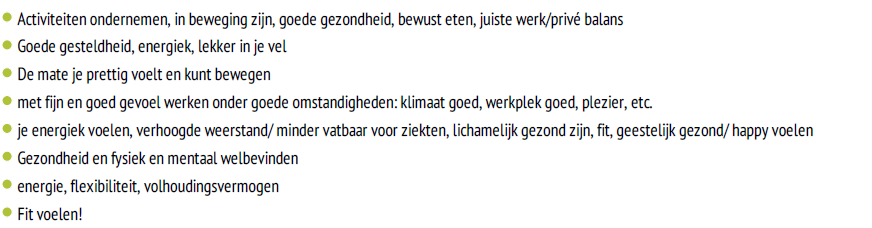 • Activiteiten ondernemen, in beweging zijn, goede gezondheid, bewust eten, juiste werk/privé balans
• Goede gesteldheid, energiek, lekker in je vel
• De mate je prettig voelt en kunt bewegen
• met fijn en goed gevoel werken onder goede omstandigheden: klimaat goed, werkplek goed, plezier, etc.
• je energiek voelen, verhoogde weerstand/ minder vatbaar voor ziekten, lichamelijk gezond zijn, fit, geestelijk gezond/ happy voelen
• Gezondheid en fysiek en mentaal welbevinden
• energie, flexibiliteit, volhoudingsvermogen
• Fit voelen!